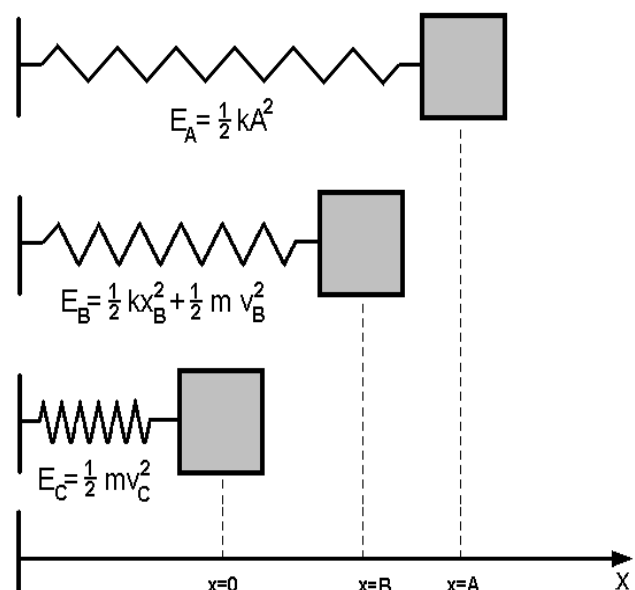 E_A = ½ kA²
E_B = ½ kx_B² + ½ m v_B²
E_C = ½ mv_C²
x=0 x=B x=A X